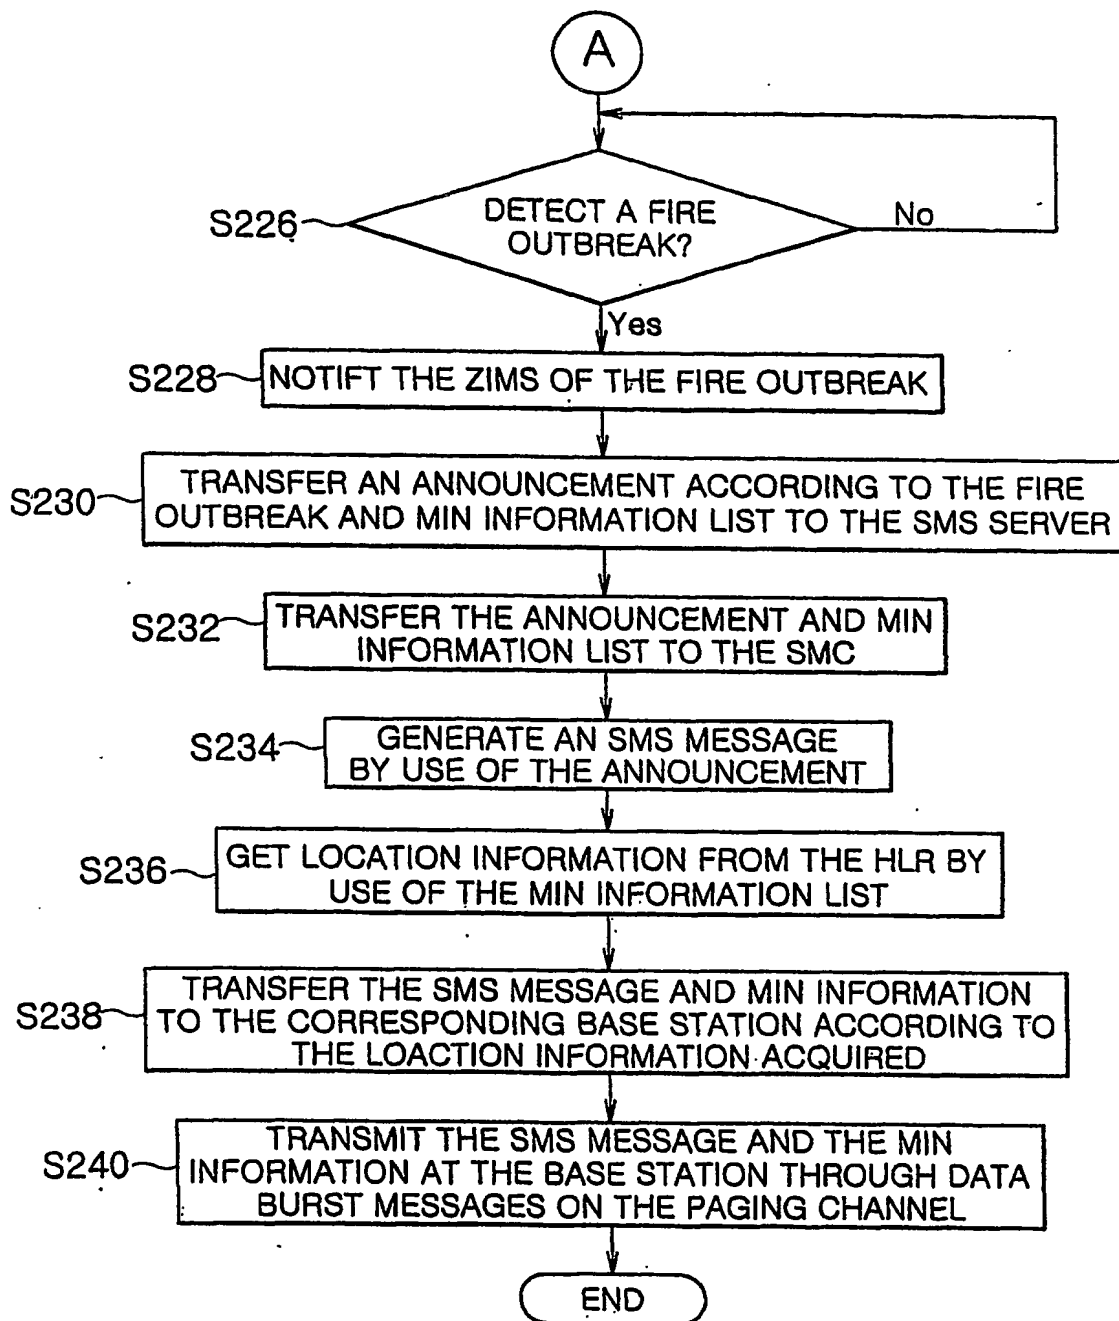 A
S226
DETECT A FIRE
OUTBREAK?
No
Yes
S228
NOTIFT THE ZIMS OF THE FIRE OUTBREAK
S230
TRANSFER AN ANNOUNCEMENT ACCORDING TO THE FIRE
OUTBREAK AND MIN INFORMATION LIST TO THE SMS SERVER
S232
TRANSFER THE ANNOUNCEMENT AND MIN
INFORMATION LIST TO THE SMC
S234
GENERATE AN SMS MESSAGE
BY USE OF THE ANNOUNCEMENT
S236
GET LOCATION INFORMATION FROM THE HLR BY
USE OF THE MIN INFORMATION LIST
S238
TRANSFER THE SMS MESSAGE AND MIN INFORMATION
TO THE CORRESPONDING BASE STATION ACCORDING TO
THE LOACTION INFORMATION ACQUIRED
S240
TRANSMIT THE SMS MESSAGE AND THE MIN
INFORMATION AT THE BASE STATION THROUGH DATA
BURST MESSAGES ON THE PAGING CHANNEL
END